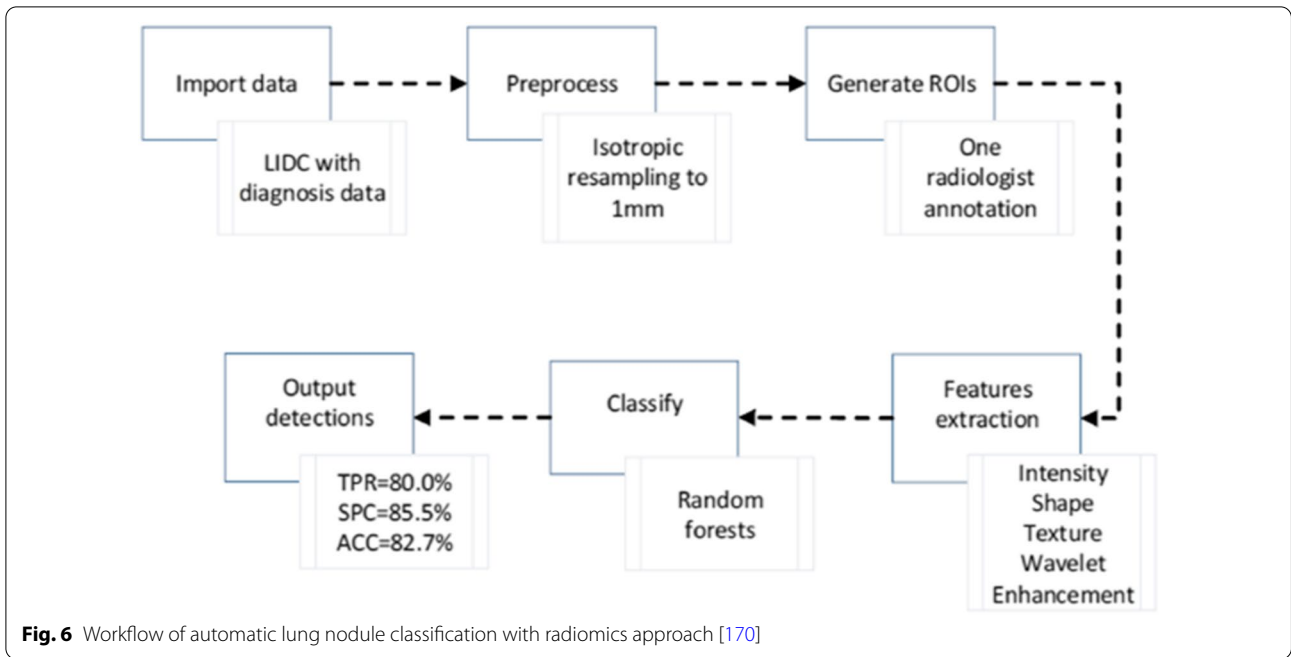 Import data
LIDC with
diagnosis data
Preprocess
Isotropic
resampling to
1mm
Generate ROIs
One
radiologist
annotation
Features
extraction
Intensity
Shape
Texture
Wavelet
Enhancement
Classify
Random
forests
Output
detections
TPR=80.0%
SPC=85.5%
ACC=82.7%
Fig. 6 Workflow of automatic lung nodule classification with radiomics approach [170]